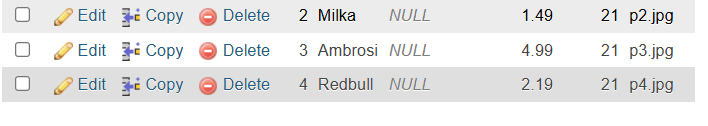 Edit Copy Delete 2 Milka NULL 1.49 21 p2.jpg
Edit Copy Delete 3 Ambrosi NULL 4.99 21 p3.jpg
Edit Copy Delete 4 Redbull NULL 2.19 21 p4.jpg